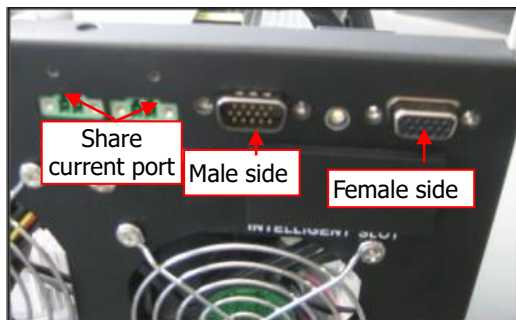 Share
current port
Male side
Female side
INTELLIGENT SLOT